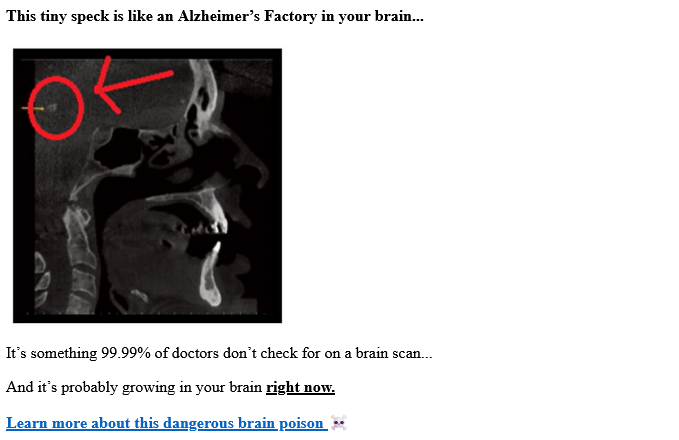 This tiny speck is like an Alzheimer’s Factory in your brain...
It’s something 99.99% of doctors don’t check for on a brain scan...
And it’s probably growing in your brain right now.
Learn more about this dangerous brain poison ☠️